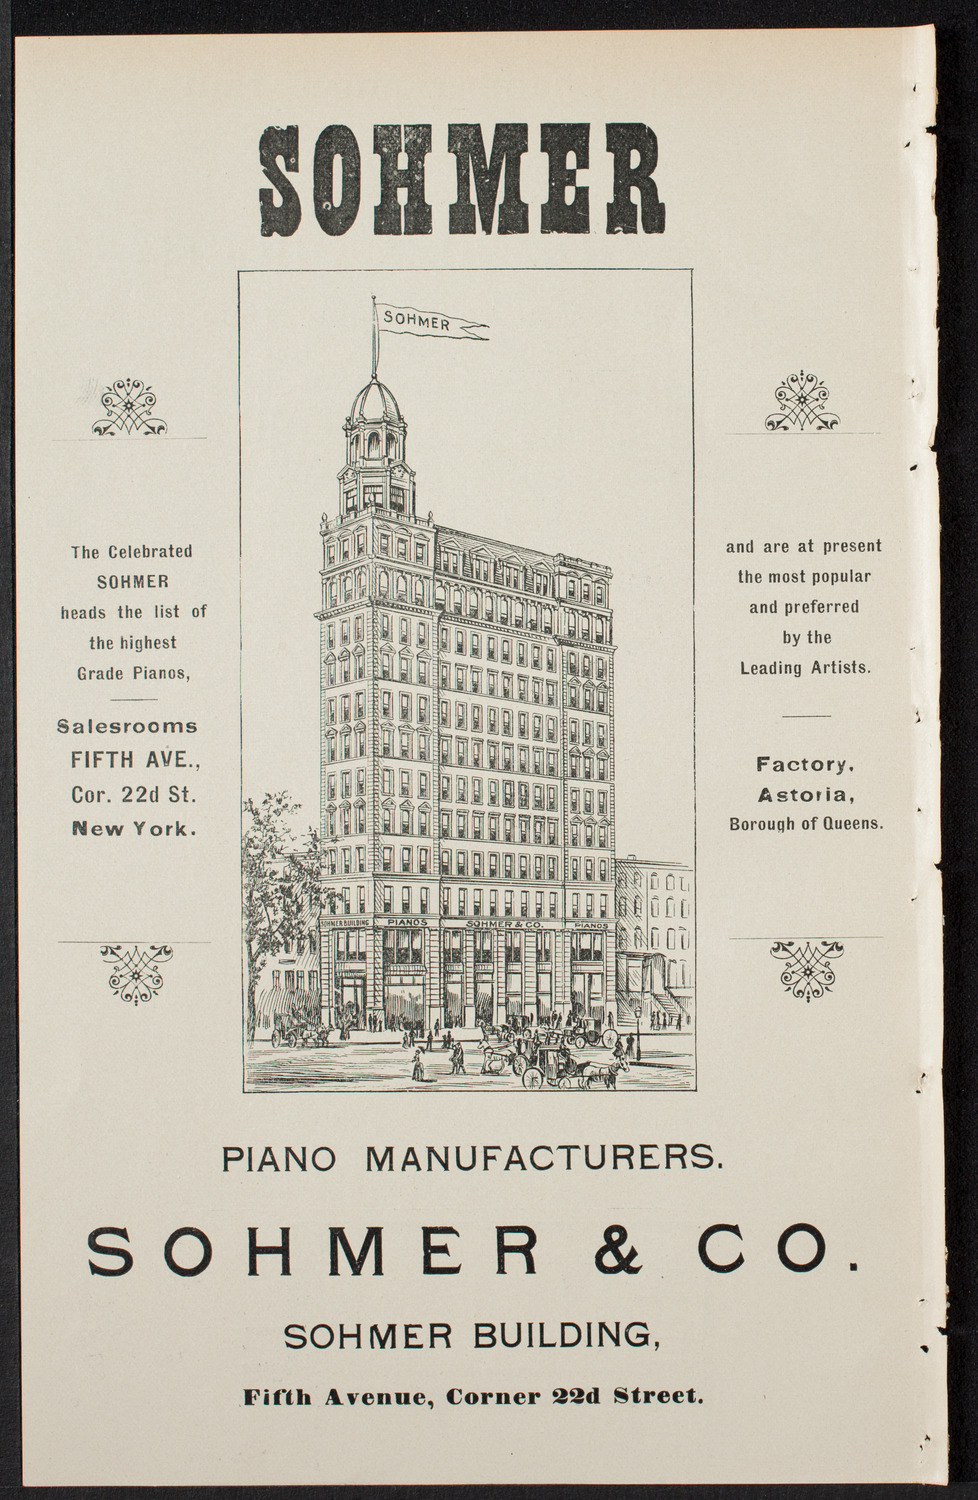 SOHMER
SOHMER
The Celebrated
SOHMER
heads the list of
the highest
Grade Pianos,
Salesrooms
FIFTH AVE.,
Cor. 22d St.
New York.
and are at present
the most popular
and preferred
by the
Leading Artists.
Factory,
Astoria,
Borough of Queens.
SOHMER BUILDING PIANOS SOHMER & CO. PIANOS
PIANO MANUFACTURERS.
SOHMER & CO.
SOHMER BUILDING,
Fifth Avenue, Corner 22d Street.